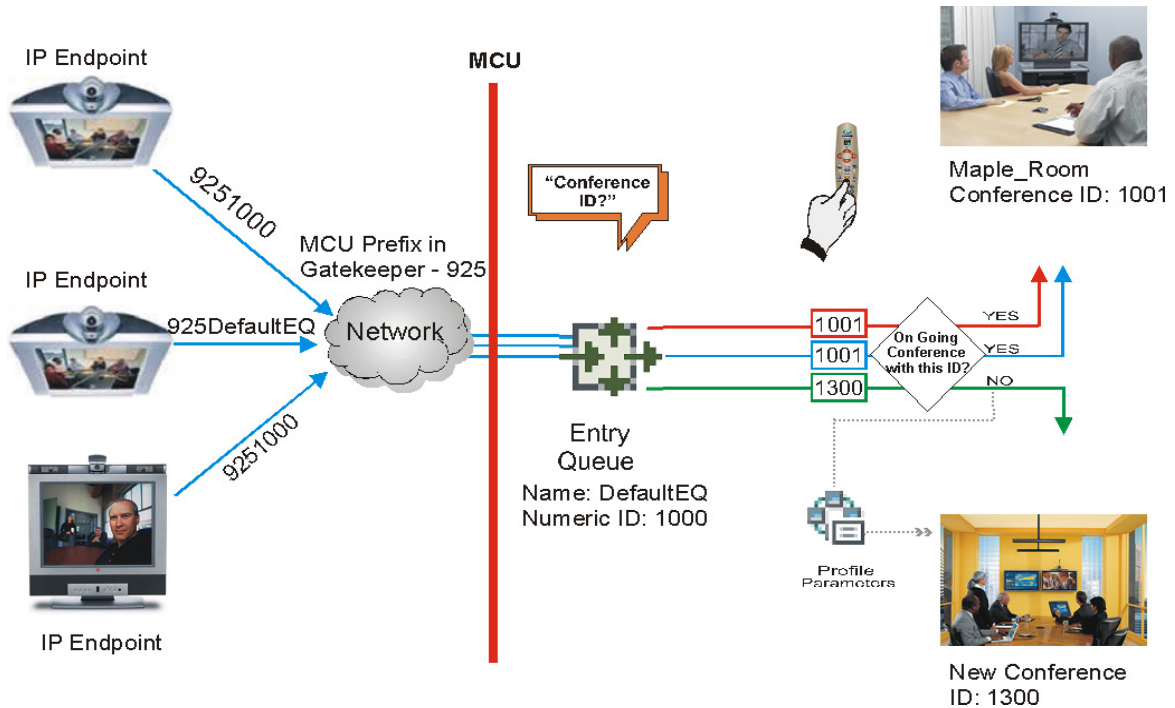 IP Endpoint
MCU
9251000
"Conference
ID?"
Maple_Room
Conference ID: 1001
MCU Prefix in
Gatekeeper - 925
IP Endpoint
925DefaultEQ
Network
1001
YES
1001
On Going
Conference
with this ID?
YES
1300
NO
9251000
Entry
Queue
Name: DefaultEQ
Numeric ID: 1000
Profile
Paramotors
IP Endpoint
New Conference
ID: 1300